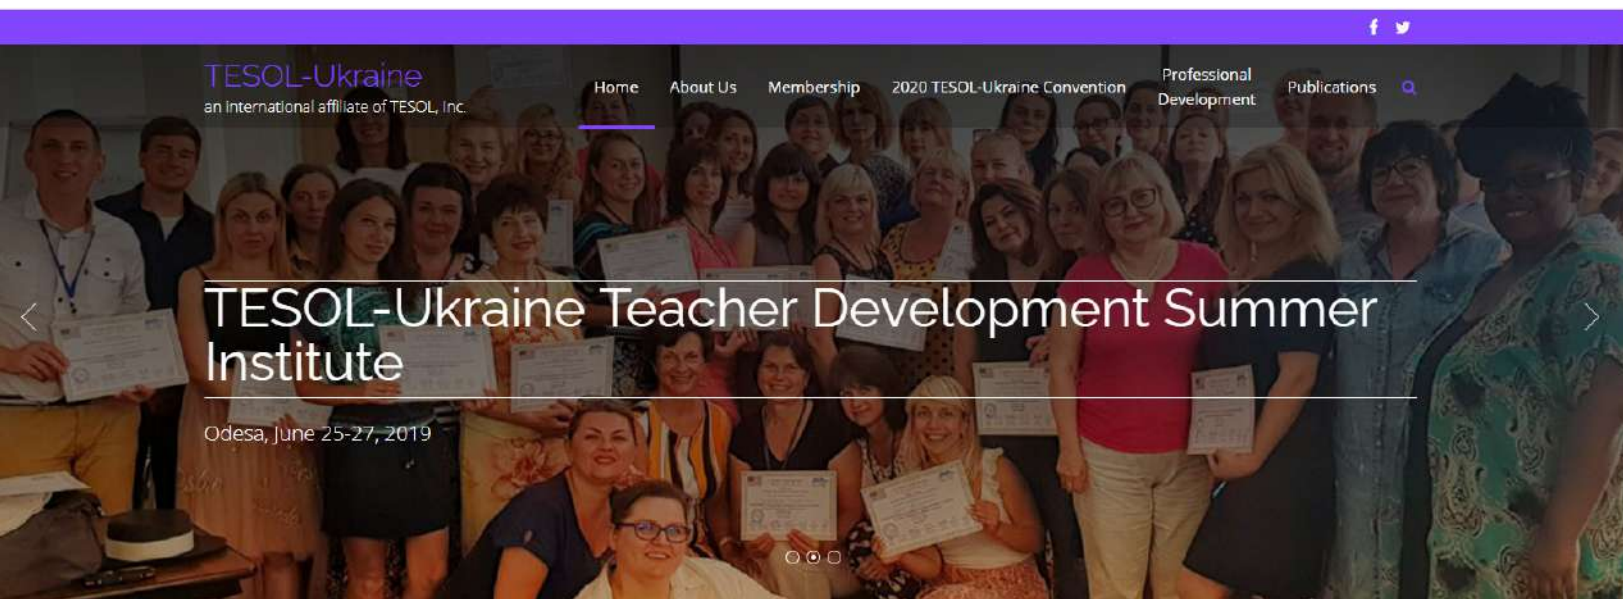 TESOL-Ukraine
an international affiliate of TESOL, Inc.
Home
About Us
Membership
2020 TESOL-Ukraine Convention
Professional
Development
Publications
TESOL-Ukraine Teacher Development Summer
Institute
Odesa, June 25-27, 2019